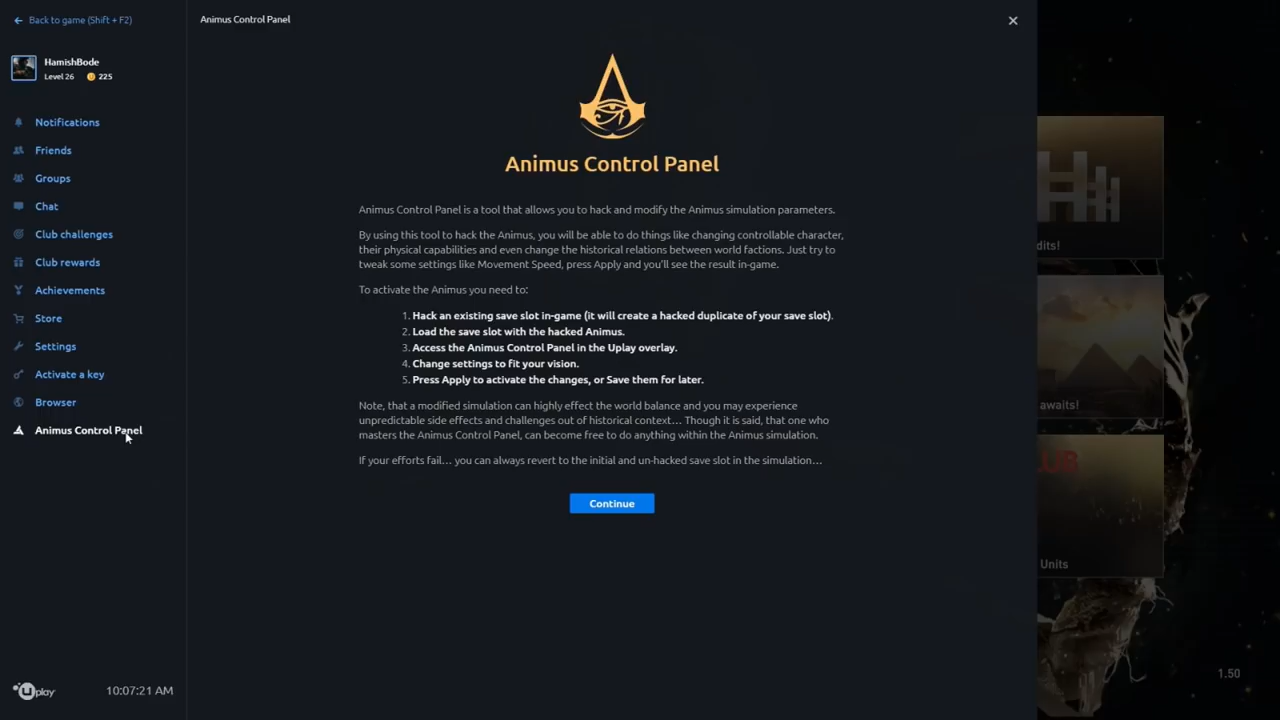 Back to game (Shift + F2)
Animus Control Panel
HamishBode
Level 26 225
Notifications
Friends
Groups
Chat
Club challenges
Club rewards
Achievements
Store
Settings
Activate a key
Browser
Animus Control Panel
uplay 10:07:21 AM
Animus Control Panel
Animus Control Panel is a tool that allows you to hack and modify the Animus simulation parameters.
By using this tool to hack the Animus, you will be able to do things like changing controllable character,
their physical capabilities and even change the historical relations between world factions. Just try to
tweak some settings like Movement Speed, press Apply and you'll see the result in-game.
To activate the Animus you need to:
1. Hack an existing save slot in-game (it will create a hacked duplicate of your save slot).
2. Load the save slot with the hacked Animus.
3. Access the Animus Control Panel in the Uplay overlay.
4. Change settings to fit your vision.
5. Press Apply to activate the changes, or Save them for later.
Note, that a modified simulation can highly effect the world balance and you may experience
unpredictable side effects and challenges out of historical context... Though it is said, that one who
masters the Animus Control Panel, can become free to do anything within the Animus simulation.
If your efforts fail... you can always revert to the initial and un-hacked save slot in the simulation...
Continue
dits!
awaits!
CLUB
Units
1.50